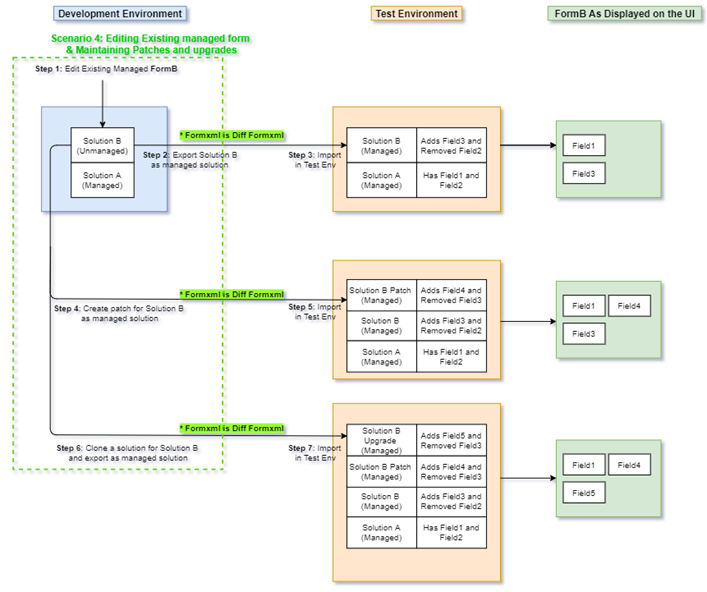 Development Environment
Test Environment
FormB As Displayed on the UI
Scenario 4: Editing Existing managed form
& Maintaining Patches and upgrades
Step 1: Edit Existing Managed FormB
Solution B
(Unmanaged)
Solution A
(Managed)
* Formxml is Diff Formxml
Step 2: Export Solution B
as managed solution
Step 3: Import
in Test Env
Solution B
(Managed)
Adds Field3 and
Removed Field2
Solution A
(Managed)
Has Field1 and
Field2
Field1
Field3
* Formxml is Diff Formxml
Step 4: Create patch for Solution B
as managed solution
Step 5: Import
in Test Env
Solution B Patch
(Managed)
Adds Field4 and
Removed Field3
Solution B
(Managed)
Adds Field3 and
Removed Field2
Solution A
(Managed)
Has Field1 and
Field2
Field1
Field4
Field3
* Formxml is Diff Formxml
Step 6: Clone a solution for Solution B
and export as managed solution
Step 7: Import
in Test Env
Solution B
Upgrade
(Managed)
Adds Field5 and
Removed Field3
Solution B Patch
(Managed)
Adds Field4 and
Removed Field3
Solution B
(Managed)
Adds Field3 and
Removed Field2
Solution A
(Managed)
Has Field1 and
Field2
Field1
Field4
Field5